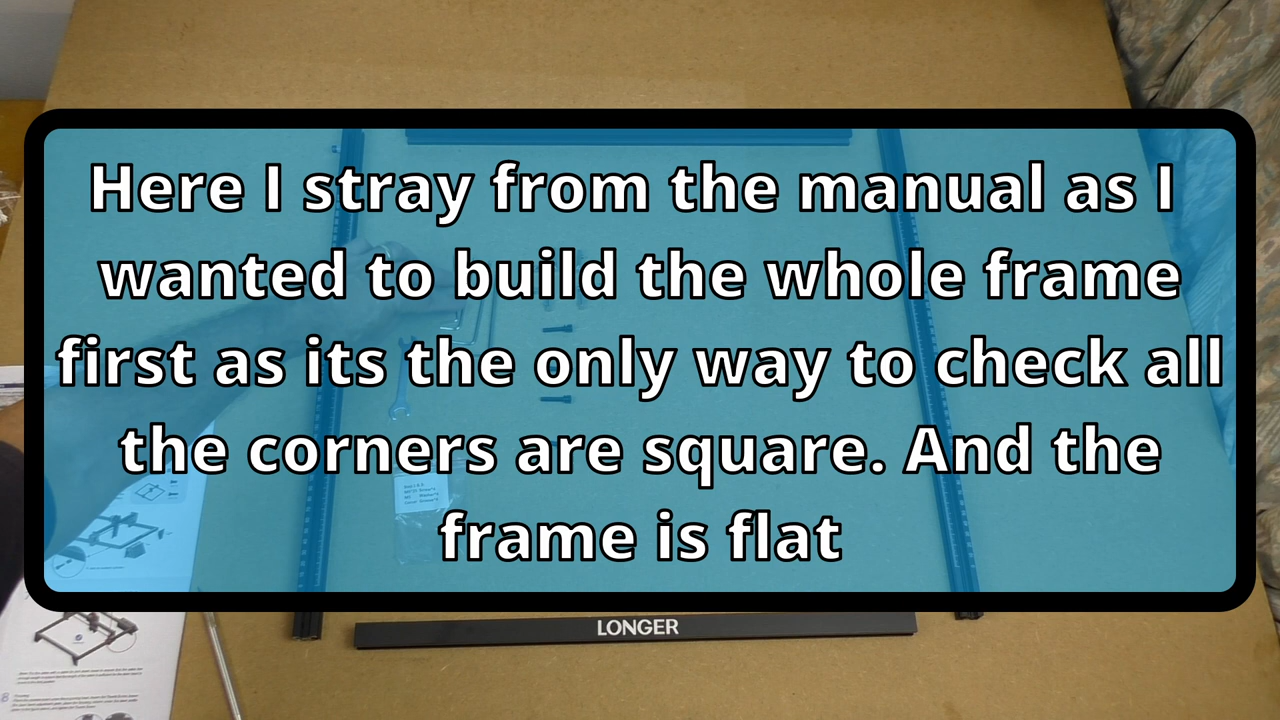 Here I stray from the manual as I
wanted to build the whole frame
first as its the only way to check all
the corners are square. And the
frame is flat
LONGER